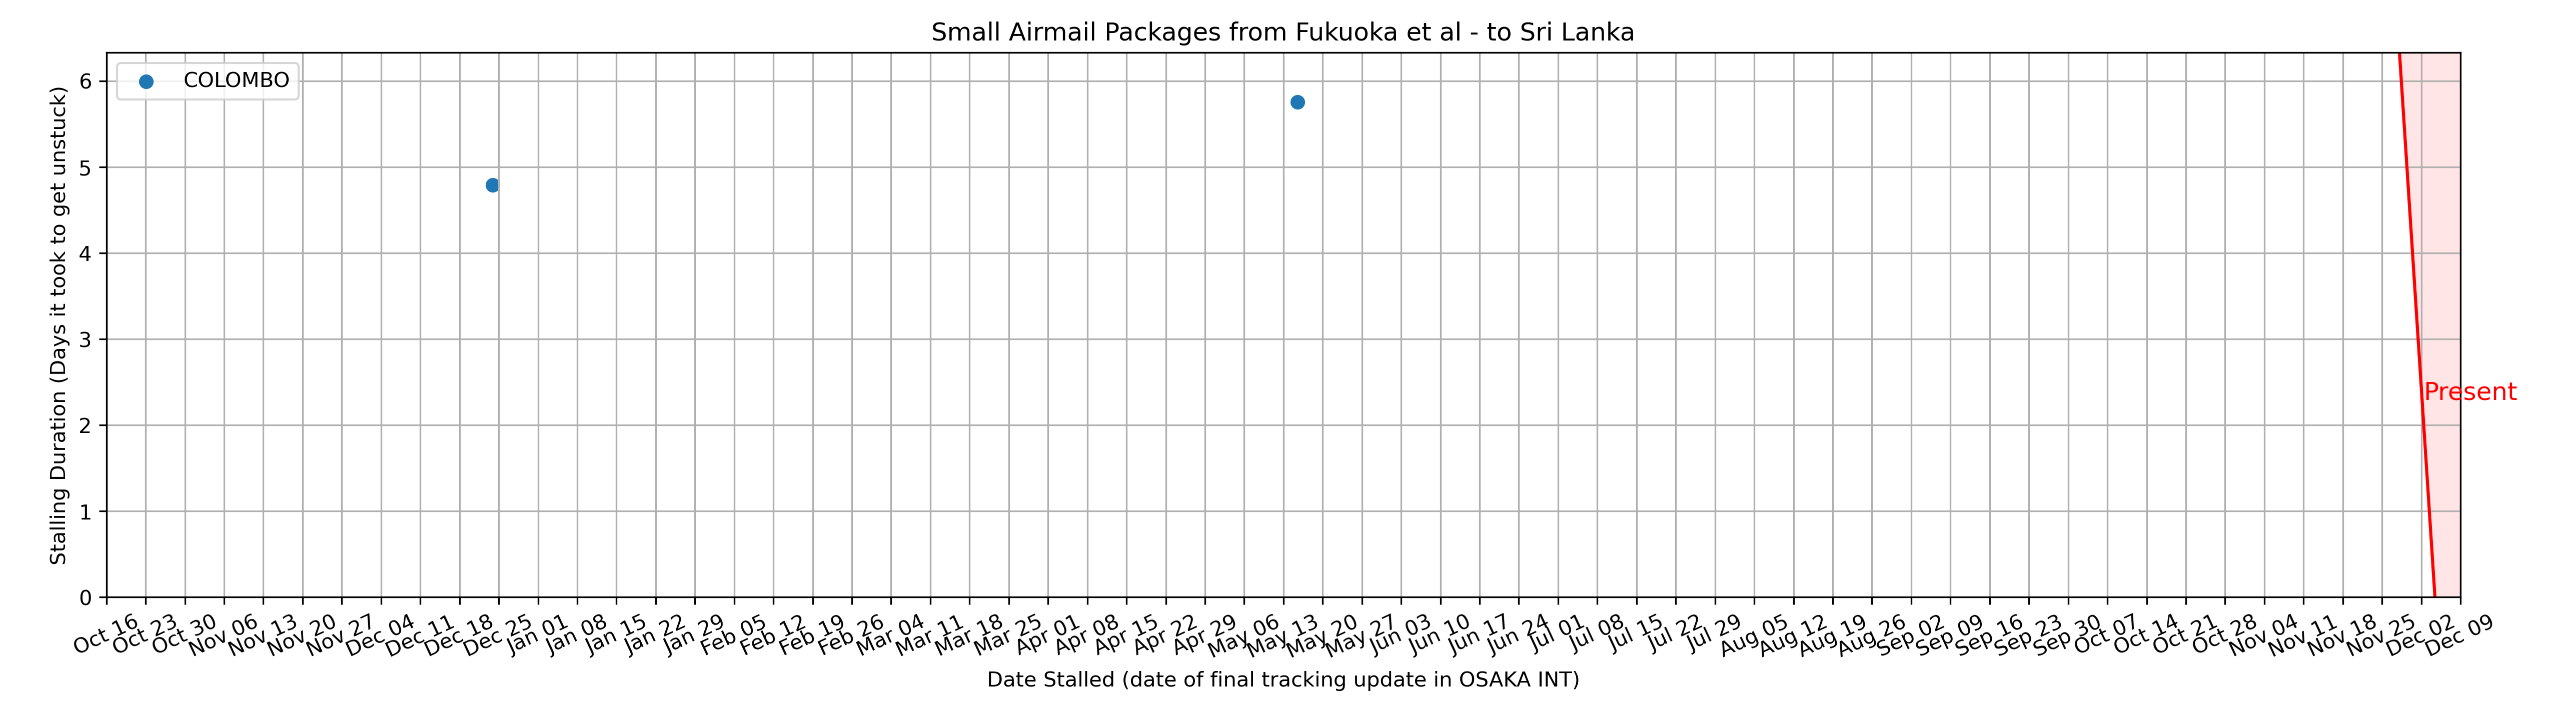 Small Airmail Packages from Fukuoka et al - to Sri Lanka
COLOMBO
Stalling Duration (Days it took to get unstuck)
6
5
4
3
2
1
0
Present
Oct 16 Oct 23 Oct 30 Nov 06 Nov 13 Nov 20 Nov 27 Dec 04 Dec 11 Dec 18 Dec 25 Jan 01 Jan 08 Jan 15 Jan 22 Jan 29 Feb 05 Feb 12 Feb 19 Feb 26 Mar 04 Mar 11 Mar 18 Mar 25 Apr 01 Apr 08 Apr 15 Apr 22 Apr 29 May 06 May 13 May 20 May 27 Jun 03 Jun 10 Jun 17 Jun 24 Jul 01 Jul 08 Jul 15 Jul 22 Jul 29 Aug 05 Aug 12 Aug 19 Aug 26 Sep 02 Sep 09 Sep 16 Sep 23 Sep 30 Oct 07 Oct 14 Oct 21 Oct 28 Nov 04 Nov 11 Nov 18 Nov 25 Dec 02 Dec 09
Date Stalled (date of final tracking update in OSAKA INT)